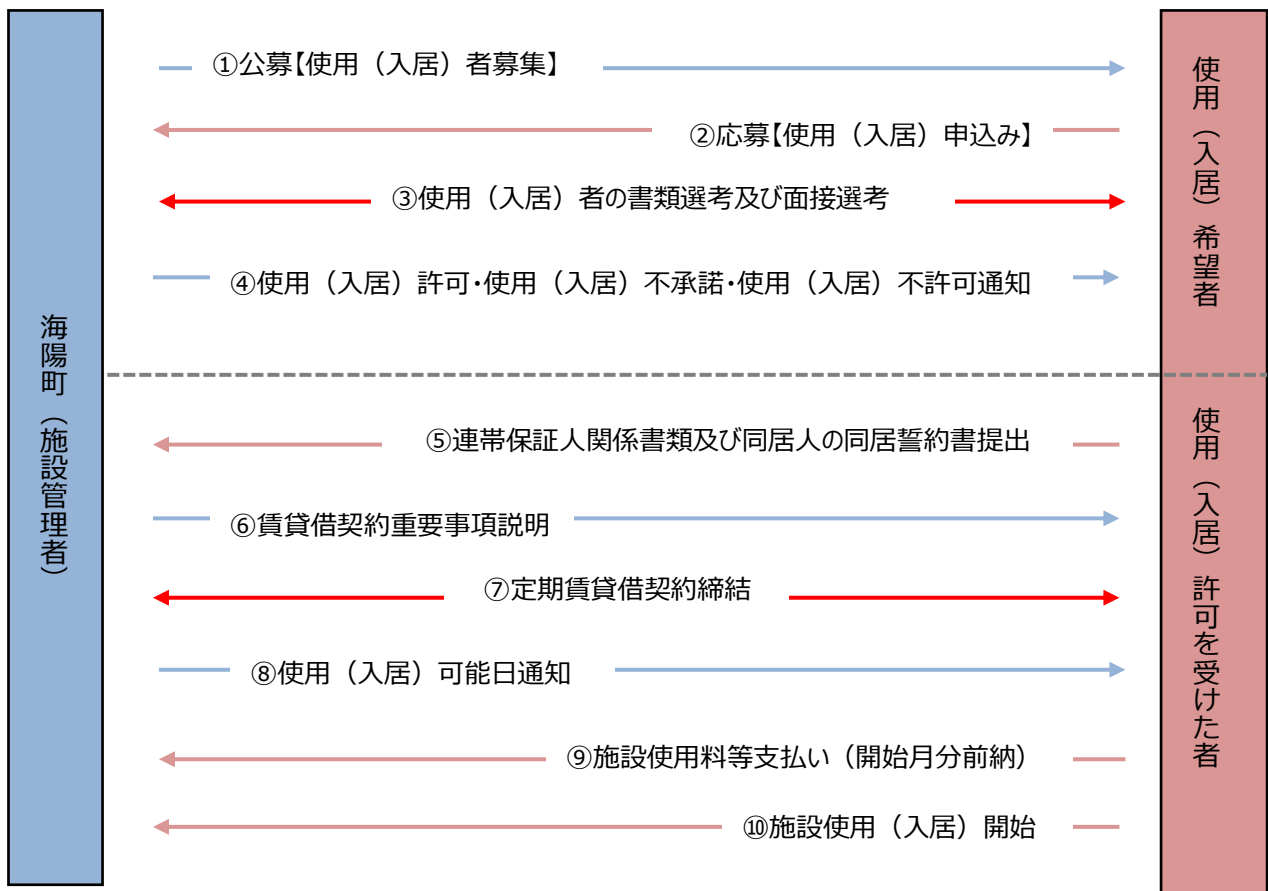 海陽町（施設管理者）
①公募【使用（入居）者募集】
②応募【使用（入居）申込み】
③使用（入居）者の書類選考及び面接選考
④使用（入居）許可・使用（入居）不承諾・使用（入居）不許可通知
使用（入居）希望者
⑤連帯保証人関係書類及び同居人の同居誓約書提出
⑥賃貸借契約重要事項説明
⑦定期賃貸借契約締結
⑧使用（入居）可能日通知
⑨施設使用料等支払い（開始月分前納）
⑩施設使用（入居）開始
使用（入居）許可を受けた者